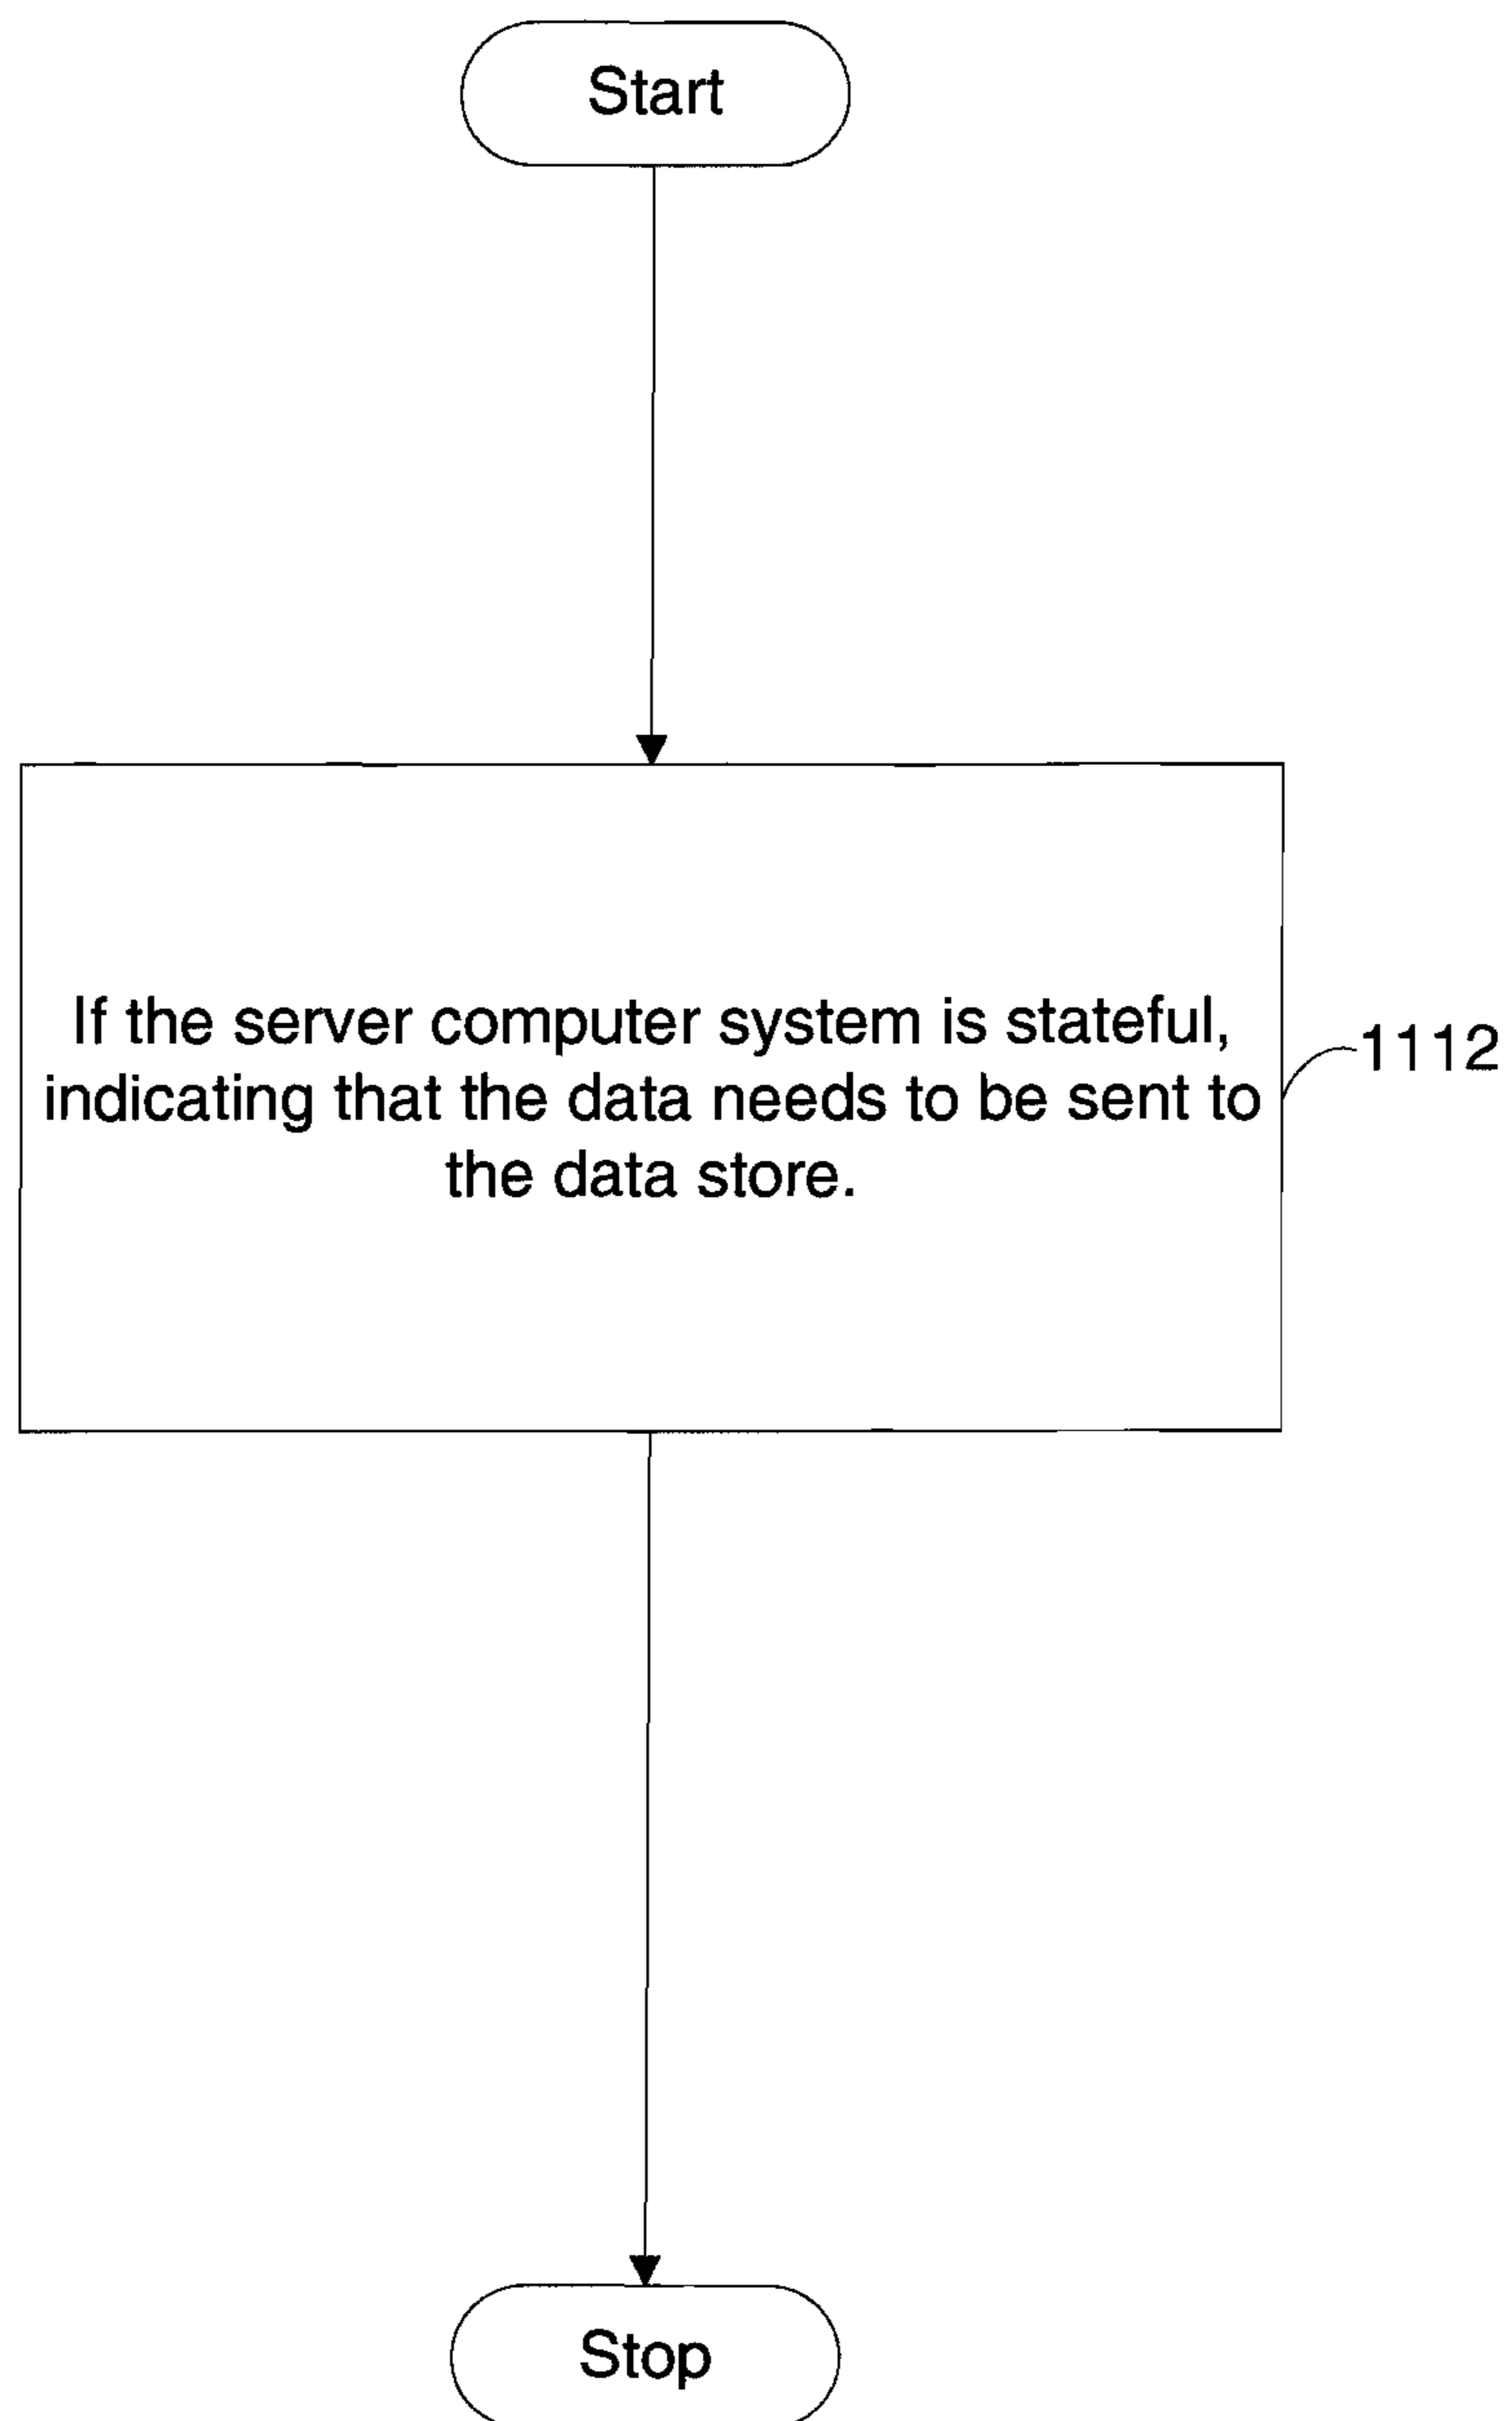 Start
If the server computer system is stateful,
indicating that the data needs to be sent to
the data store.
1112
Stop